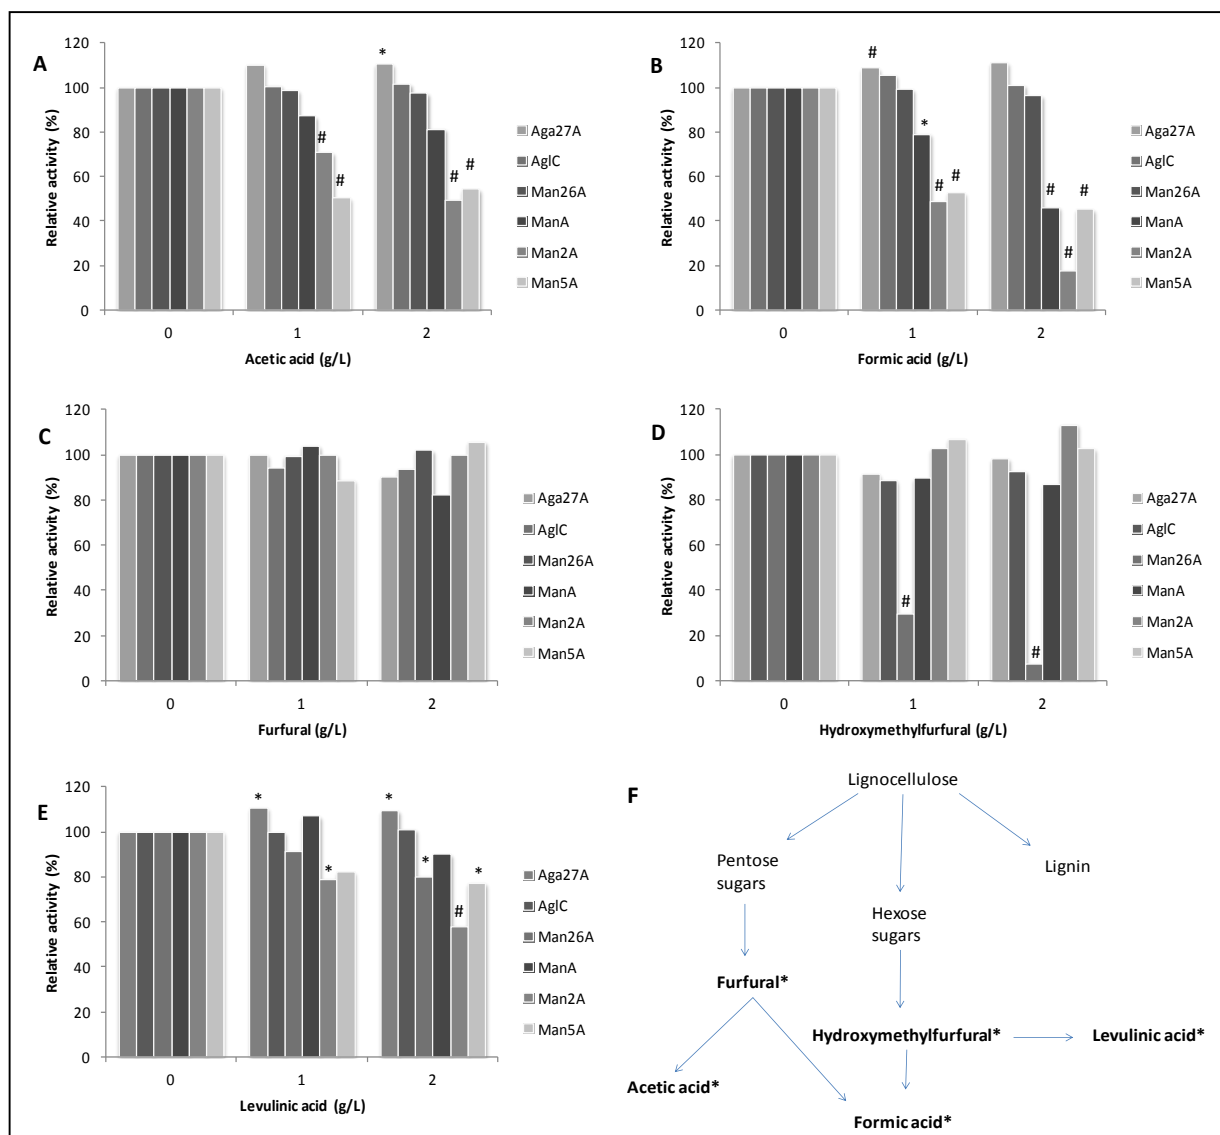 A
120
100
80
60
40
20
0
Relative activity (%)
*
#
#
#
#
0
1
2
Acetic acid (g/L)
Aga27A
AglC
Man26A
ManA
Man2A
Man5A
B
120
100
80
60
40
20
0
Relative activity (%)
#
*
#
#
#
#
#
0
1
2
Formic acid (g/L)
Aga27A
AglC
Man26A
ManA
Man2A
Man5A
C
120
100
80
60
40
20
0
Relative activity (%)
0
1
2
Furfural (g/L)
Aga27A
AglC
Man26A
ManA
Man2A
Man5A
D
120
100
80
60
40
20
0
Relative activity (%)
#
#
0
1
2
Hydroxymethylfurfural (g/L)
Aga27A
AglC
Man26A
ManA
Man2A
Man5A
E
120
100
80
60
40
20
0
Relative activity (%)
*
*
*
*
#
*
0
1
2
Levulinic acid (g/L)
Aga27A
AglC
Man26A
ManA
Man2A
Man5A
F
Lignocellulose
Pentose
sugars
Lignin
Hexose
sugars
Furfural*
Hydroxymethylfurfural*
Levulinic acid*
Acetic acid*
Formic acid*